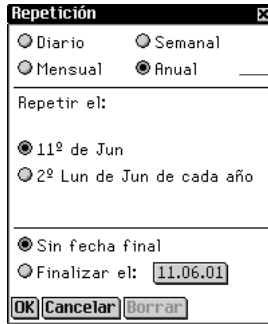 Repetición
Diario Semanal
Mensual Anual
Repetir el:
11º de Jun
2º Lun de Jun de cada año
Sin fecha final
Finalizar el: 11.06.01
OK Cancelar Borrar